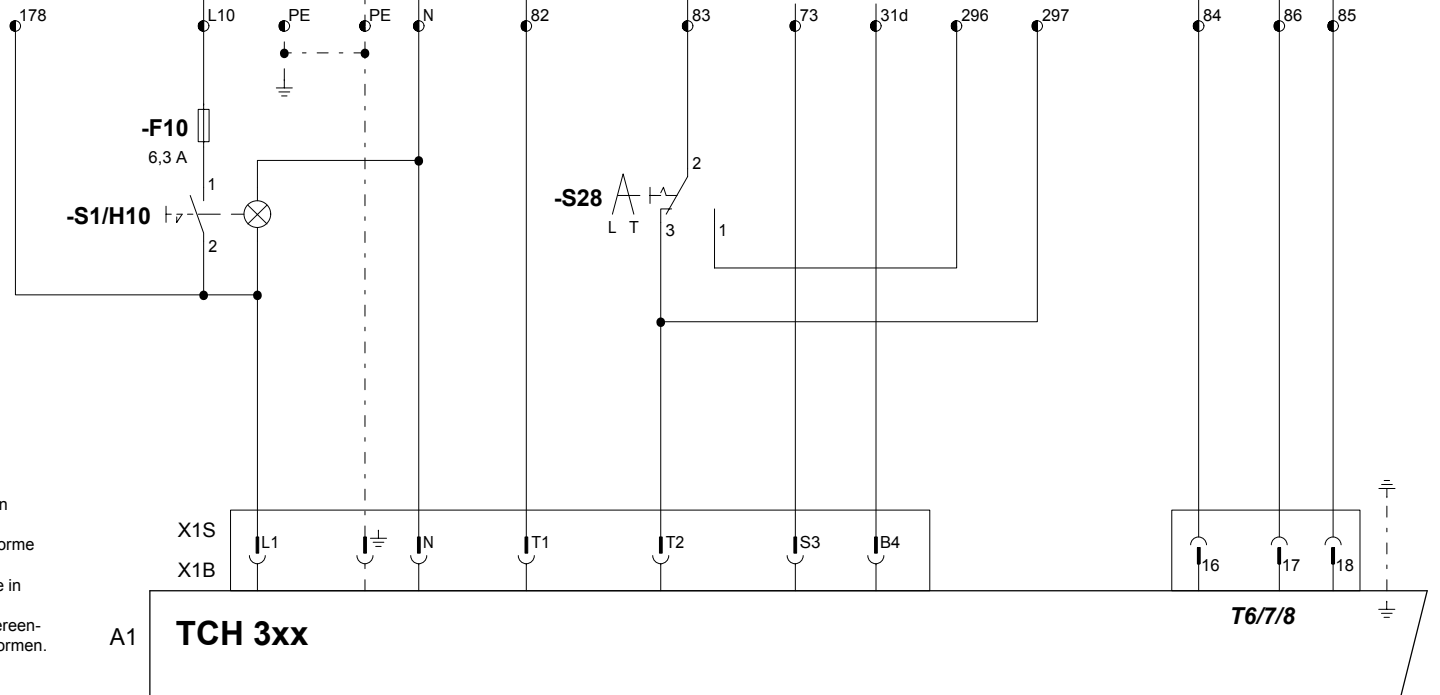 178 L10 PE PE N 82 83 73 31d 296 297 84 86 85
-F10
6,3 A
1
2
-S28
-S1/H10
L T 3 1
2
n
X1S
L1 N T1 T2 S3 B4
orme
X1B
16 17 18
e in
T6/7/8
ereen-
A1 TCH 3xx
ormen.